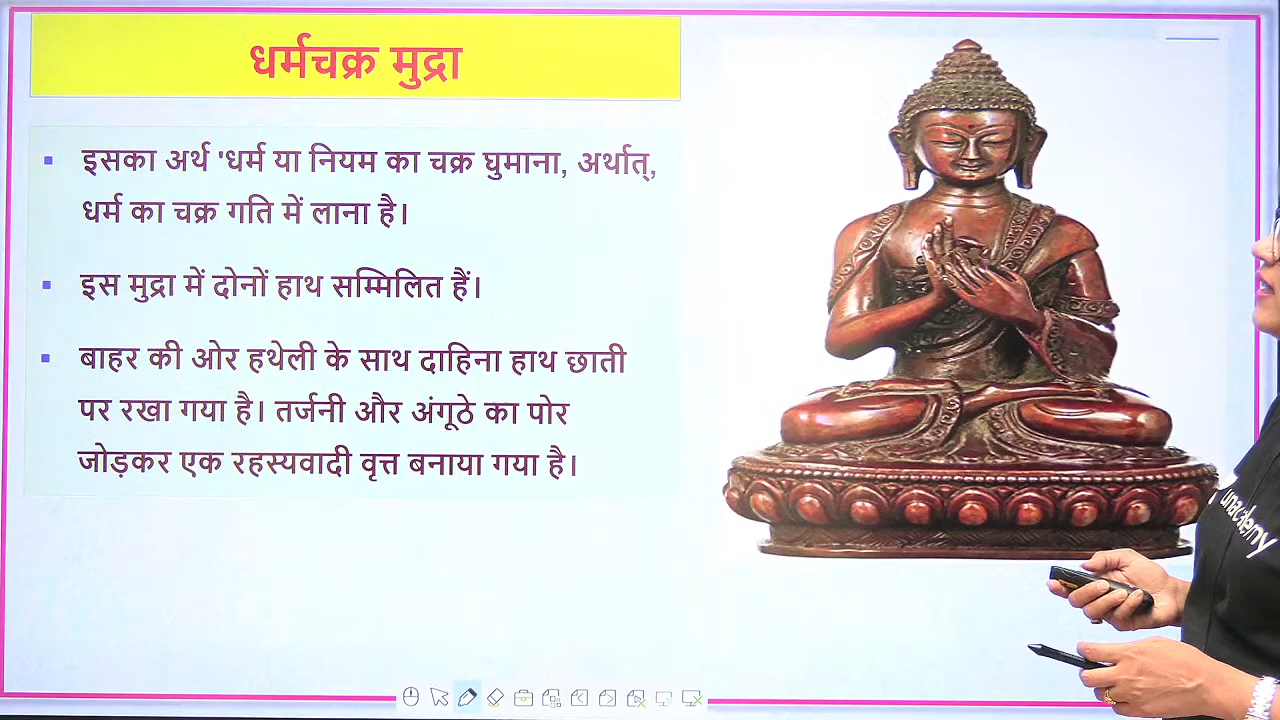 धर्मचक्र मुद्रा
इसका अर्थ 'धर्म या नियम का चक्र घुमाना, अर्थात्,
धर्म का चक्र गति में लाना है।
इस मुद्रा में दोनों हाथ सम्मिलित हैं।
बाहर की ओर हथेली के साथ दाहिना हाथ छाती
पर रखा गया है। तर्जनी और अंगूठे का पोर
जोड़कर एक रहस्यवादी वृत्त बनाया गया है।
unacademy